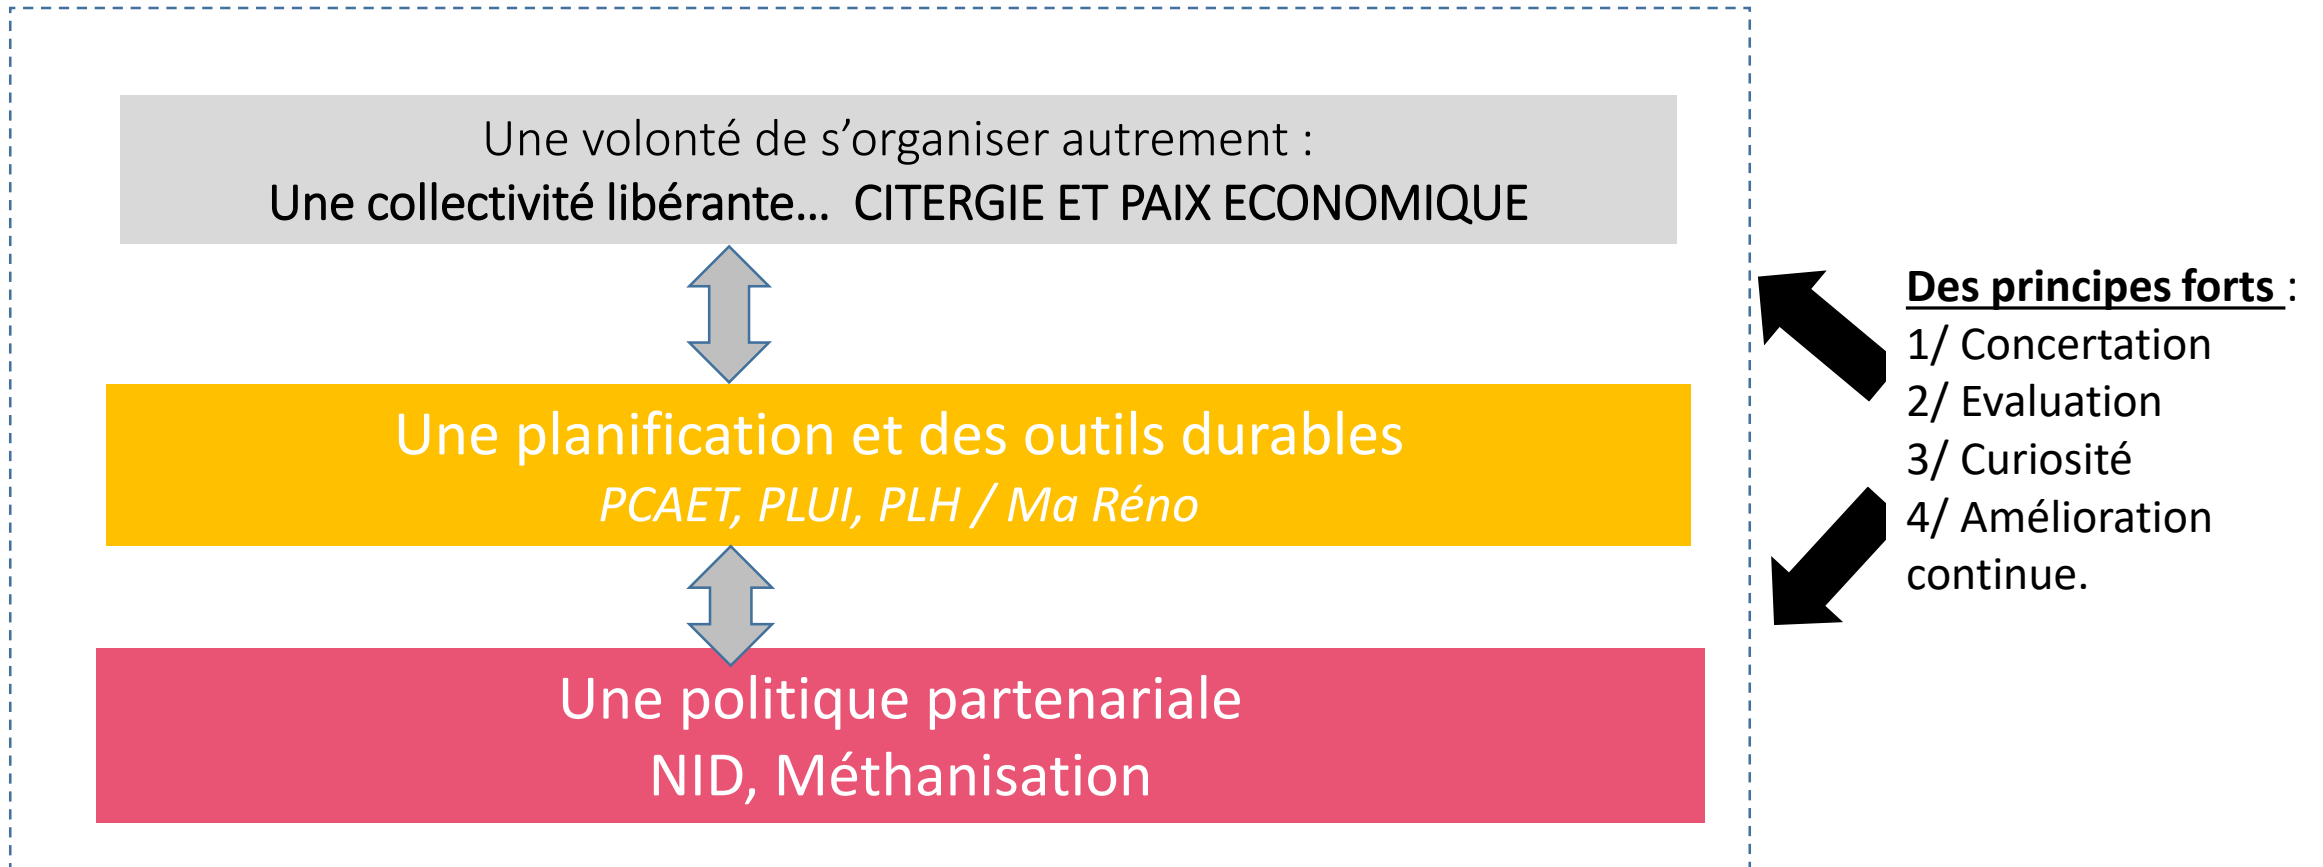 Une volonté de s’organiser autrement :
Une collectivité libérante… CITERGIE ET PAIX ECONOMIQUE
Une planification et des outils durables
PCAET, PLUI, PLH / Ma Réno
Une politique partenariale
NID, Méthanisation
Des principes forts :
1/ Concertation
2/ Evaluation
3/ Curiosité
4/ Amélioration
continue.